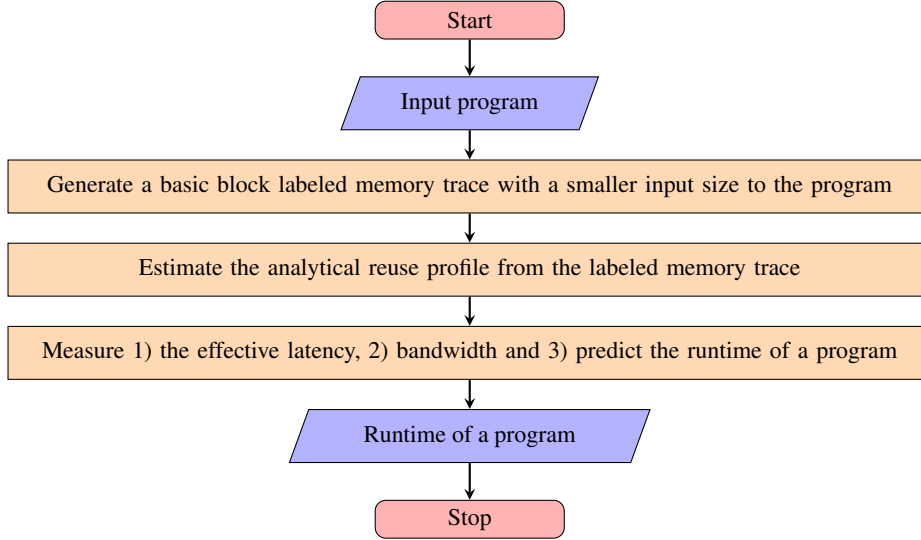 Start
Input program
Generate a basic block labeled memory trace with a smaller input size to the program
Estimate the analytical reuse profile from the labeled memory trace
Measure 1) the effective latency, 2) bandwidth and 3) predict the runtime of a program
Runtime of a program
Stop